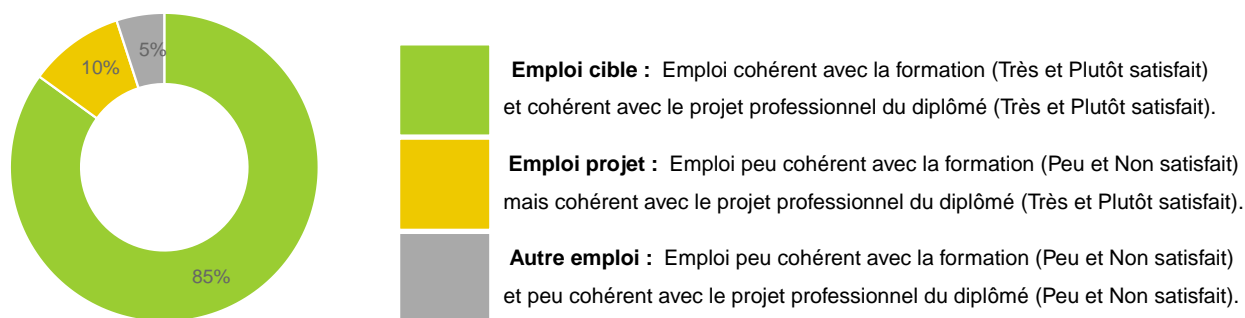 5%
10%
85%
Emploi cible : Emploi cohérent avec la formation (Très et Plutôt satisfait)
et cohérent avec le projet professionnel du diplômé (Très et Plutôt satisfait).
Emploi projet : Emploi peu cohérent avec la formation (Peu et Non satisfait)
mais cohérent avec le projet professionnel du diplômé (Très et Plutôt satisfait).
Autre emploi : Emploi peu cohérent avec la formation (Peu et Non satisfait)
et peu cohérent avec le projet professionnel du diplômé (Peu et Non satisfait).